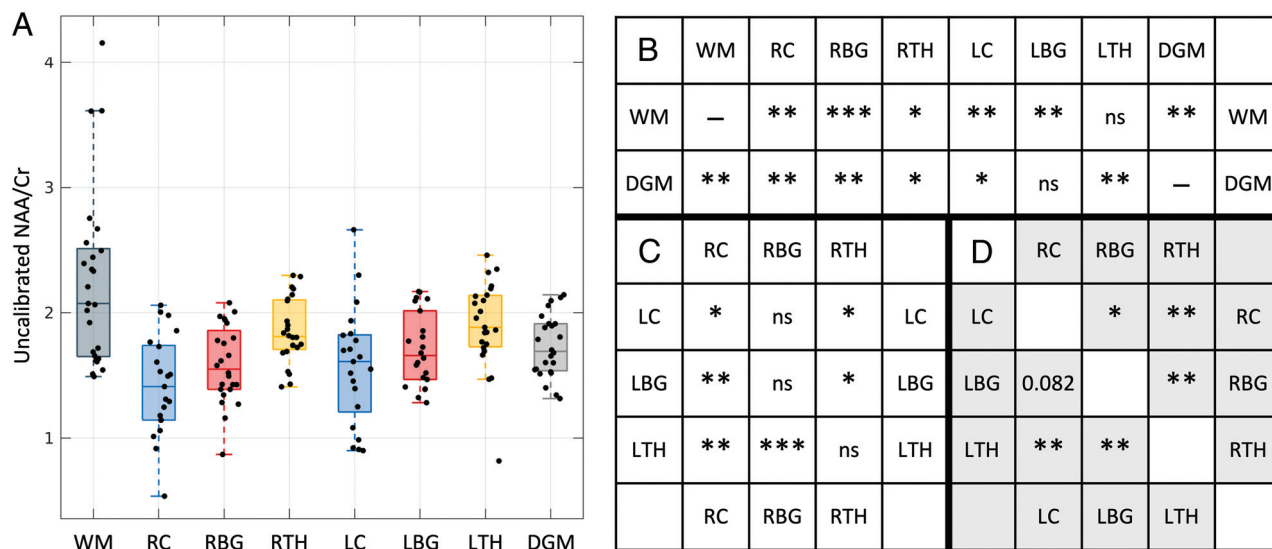 A
Uncalibrated NAA/Cr
4
3
2
1
WM RC RBG RTH LC LBG LTH DGM
B WM RC RBG RTH LC LBG LTH DGM
WM – ** *** * ** ** ns ** WM
DGM ** ** ** * * ns ** – DGM
C RC RBG RTH
LC * ns * LC
LBG ** ns * LBG
LTH ** *** ns LTH
RC RBG RTH
D RC RBG RTH
LC * ** RC
LBG 0.082 ** RBG
LTH ** ** RTH
LC LBG LTH